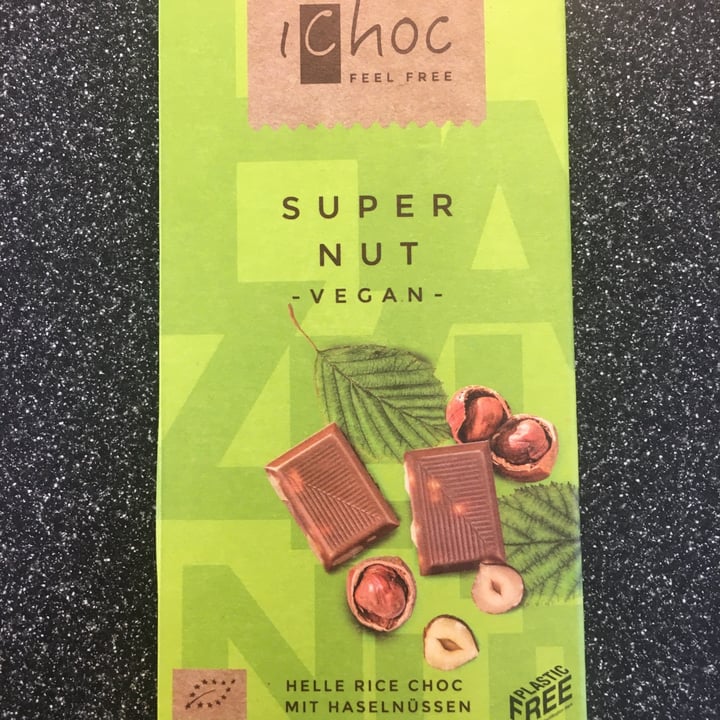 iChoc
FEEL FREE
SUPER
NUT
-VEGAN-
HELLE RICE CHOC
MIT HASELNÜSSEN
PLASTIC
FREE